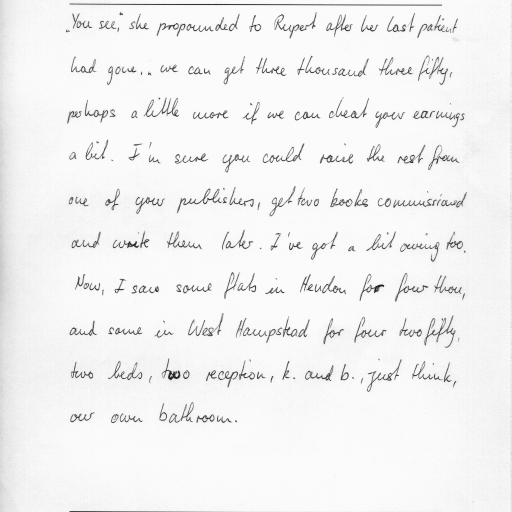 „You see," she propounded to Rupert after her last patient
had gone, „we can get three thousand three fifty,
perhaps a little more if we can cheat your earnings
a bit. I'm sure you could raise the rest from
one of your publishers, get two books commissioned
and write them later. I've got a bit owing too.
Now, I saw some flats in Hendon for four thou,
and some in West Hampstead for four two fifty,
two beds, two reception, k. and b., just think,
our own bathroom.